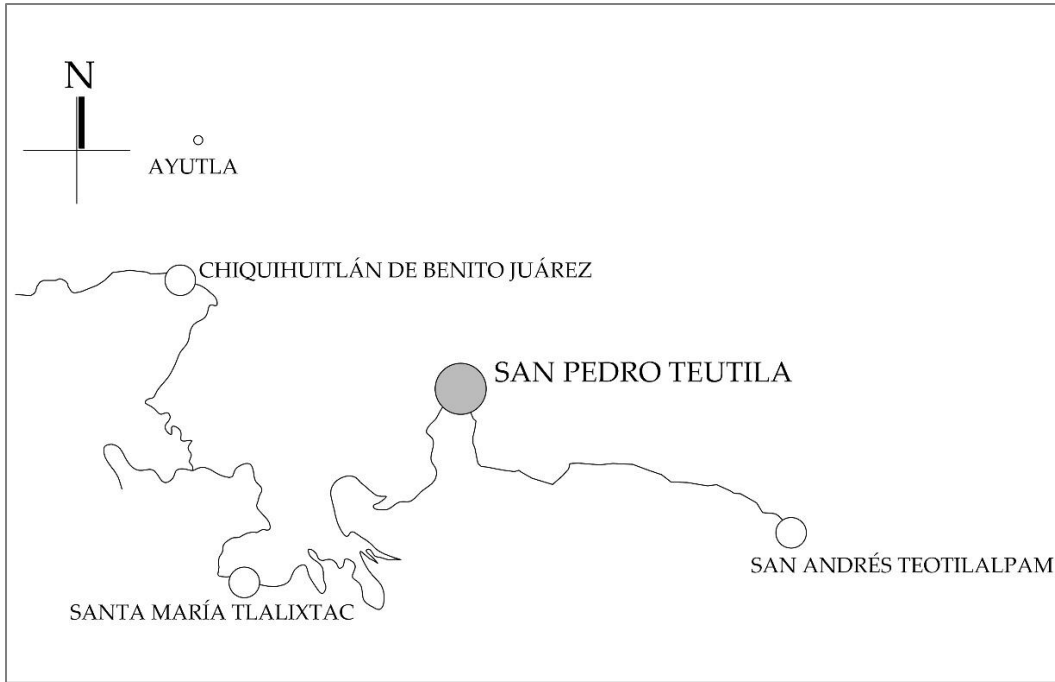 N
AYUTLA
CHIQUIHUITLÁN DE BENITO JUÁREZ
SAN PEDRO TEUTILA
SAN ANDRÉS TEOTILALPAM
SANTA MARÍA TLALIXTAC